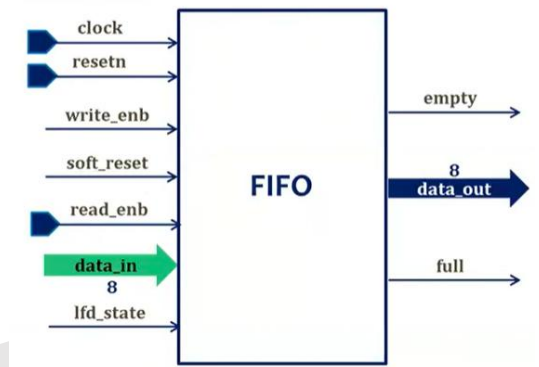 clock
resetn
write_enb
soft_reset
read_enb
data_in
8
lfd_state
FIFO
empty
8
data_out
full